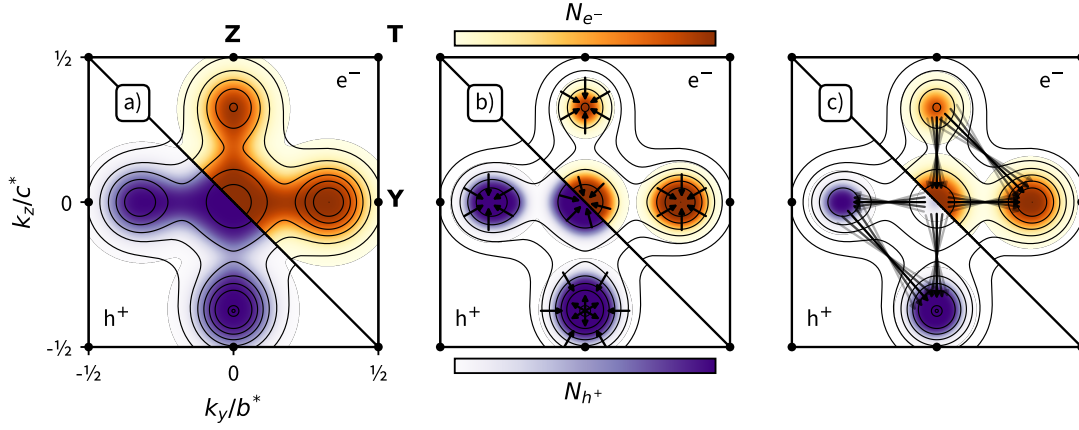 N_{e^-}
Z T
½ a) e^- b) e^- c) e^-
k_z/c^* 0 Y
h^+ h^+ h^+
-½
-½ 0 ½
k_y/b^*
N_{h^+}